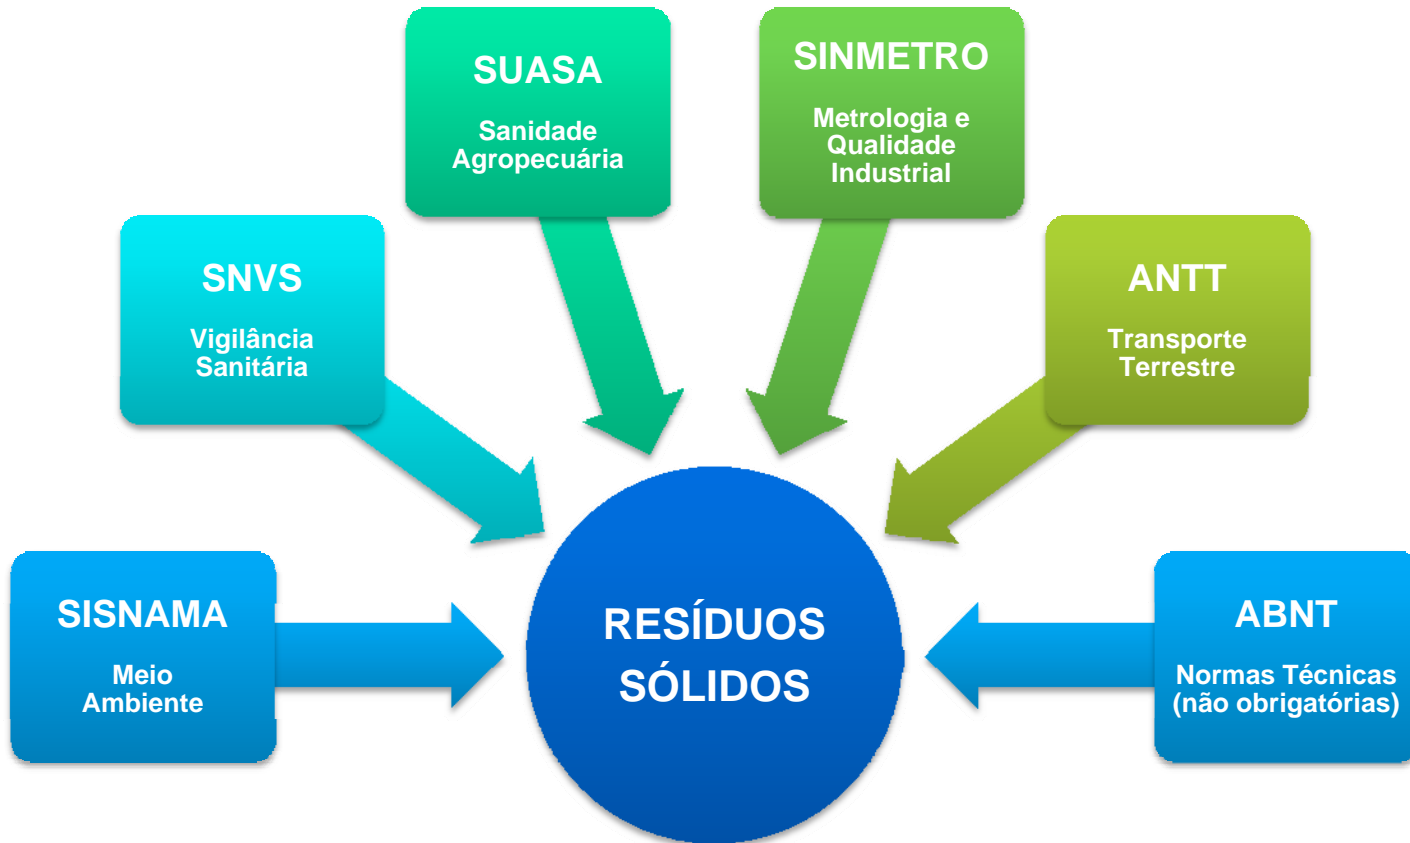 SUASA
Sanidade
Agropecuária
SINMETRO
Metrologia e
Qualidade
Industrial
SNVS
Vigilância
Sanitária
ANTT
Transporte
Terrestre
SISNAMA
Meio
Ambiente
RESÍDUOS
SÓLIDOS
ABNT
Normas Técnicas
(não obrigatórias)